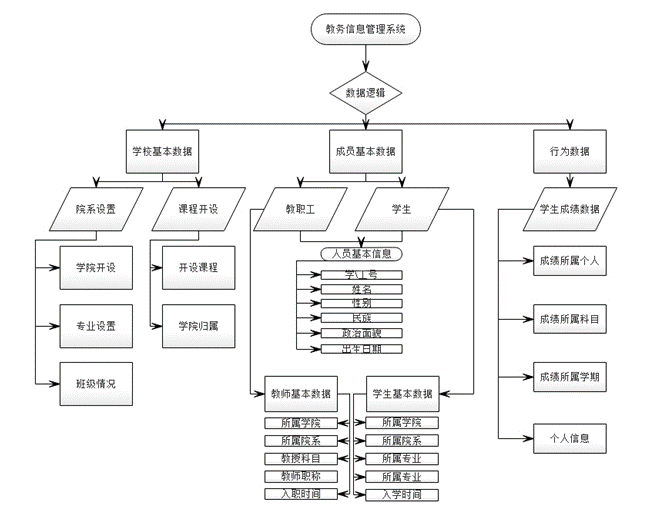 教务信息管理系统
数据逻辑
学校基本数据
成员基本数据
行为数据
院系设置
课程开设
教职工
学生
学生成绩数据
学院开设
专业设置
班级情况
开设课程
学院归属
人员基本信息
学\工号
姓名
性别
民族
政治面貌
出生日期
成绩所属个人
成绩所属科目
成绩所属学期
个人信息
教师基本数据
所属学院
所属院系
教授科目
教师职称
入职时间
学生基本数据
所属学院
所属院系
所属专业
所属专业
入学时间